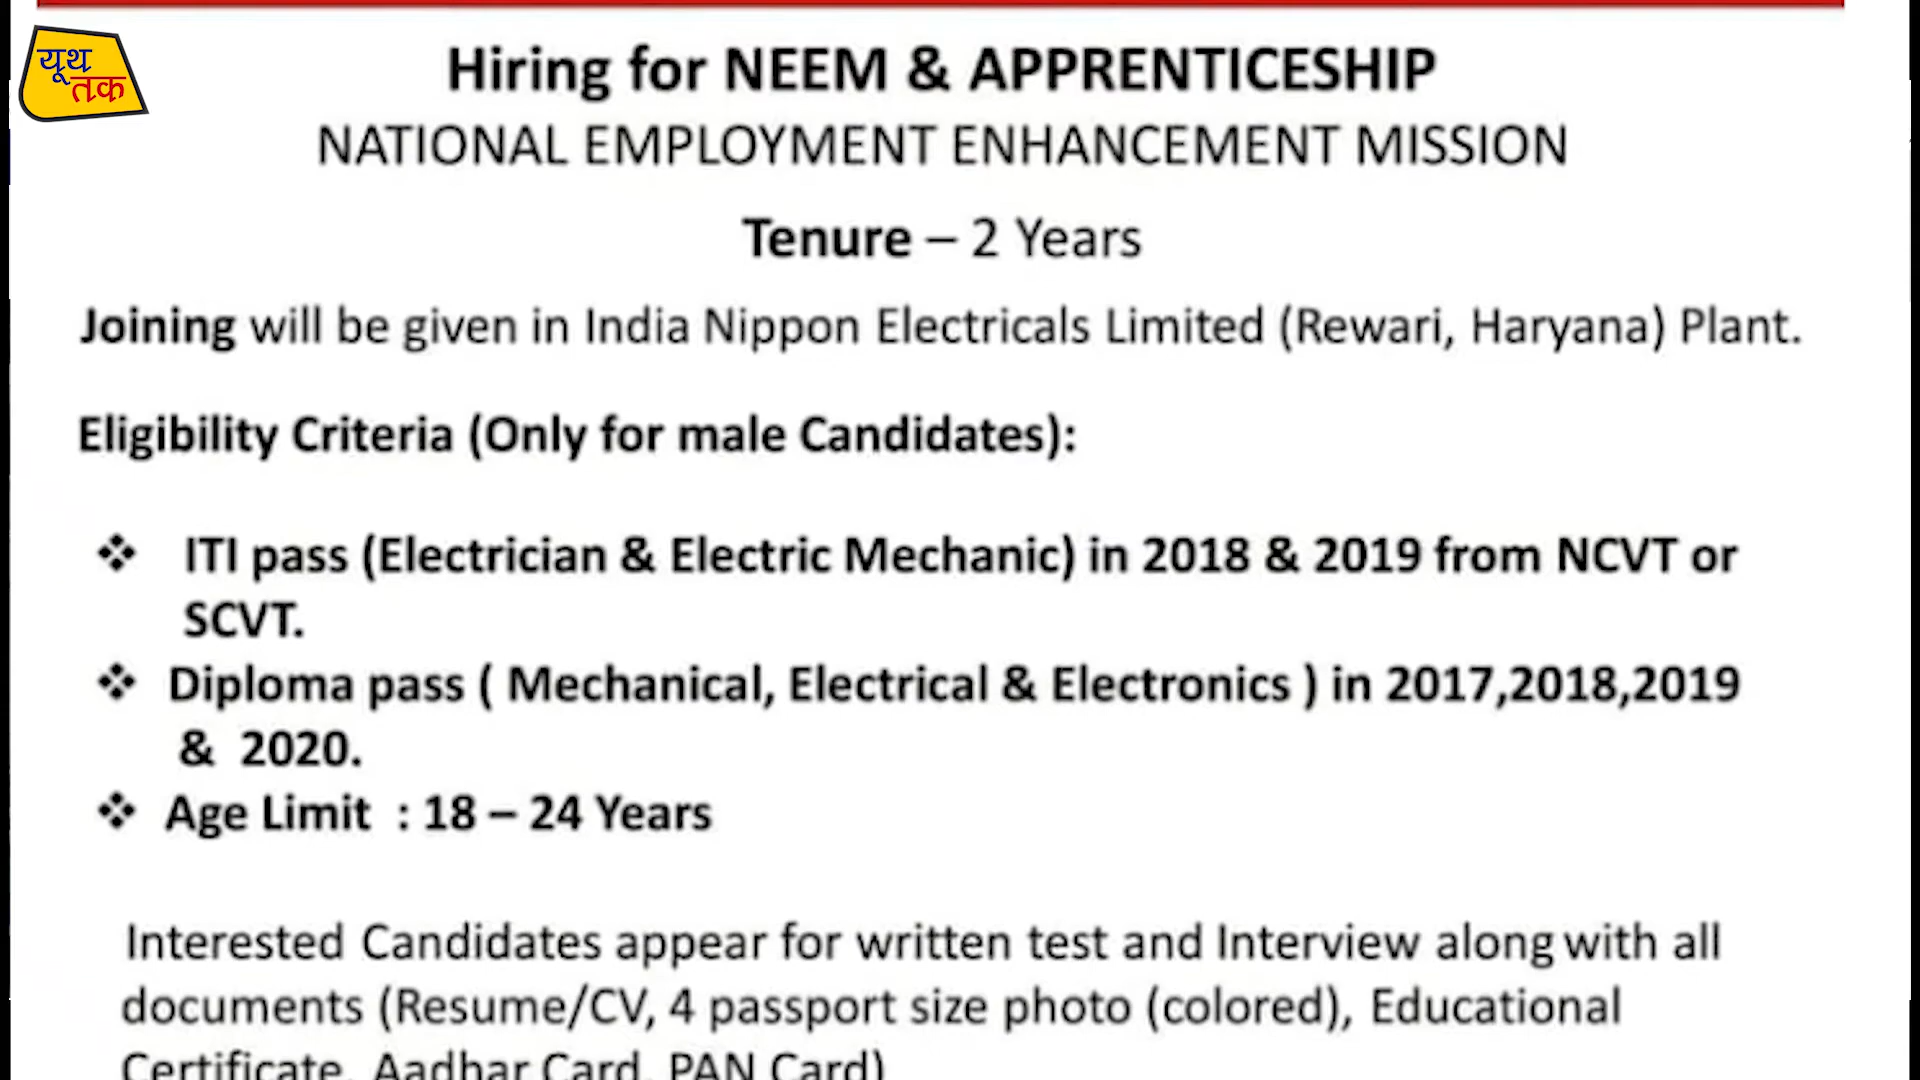 यूथ
तक
Hiring for NEEM & APPRENTICESHIP
NATIONAL EMPLOYMENT ENHANCEMENT MISSION
Tenure – 2 Years
Joining will be given in India Nippon Electricals Limited (Rewari, Haryana) Plant.
Eligibility Criteria (Only for male Candidates):
❖ ITI pass (Electrician & Electric Mechanic) in 2018 & 2019 from NCVT or
SCVT.
❖ Diploma pass ( Mechanical, Electrical & Electronics ) in 2017,2018,2019
& 2020.
❖ Age Limit : 18 – 24 Years
Interested Candidates appear for written test and Interview along with all
documents (Resume/CV, 4 passport size photo (colored), Educational
Certificate, Aadhar Card, PAN Card)